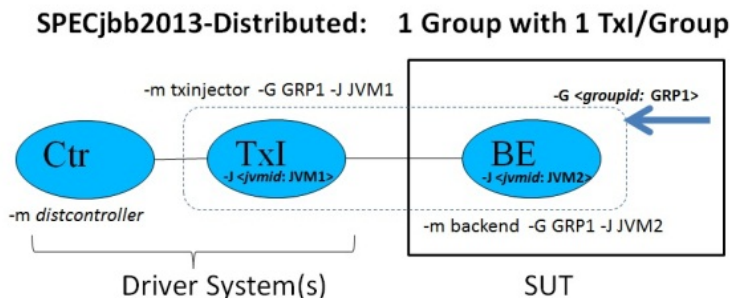 SPECjbb2013-Distributed: 1 Group with 1 TxI/Group
-m txinjector -G GRP1 -J JVM1
-G <groupid: GRP1>
Ctr
TxI
-J <jvmid: JVM1>
BE
-J <jvmid: JVM2>
-m distcontroller
-m backend -G GRP1 -J JVM2
Driver System(s)
SUT